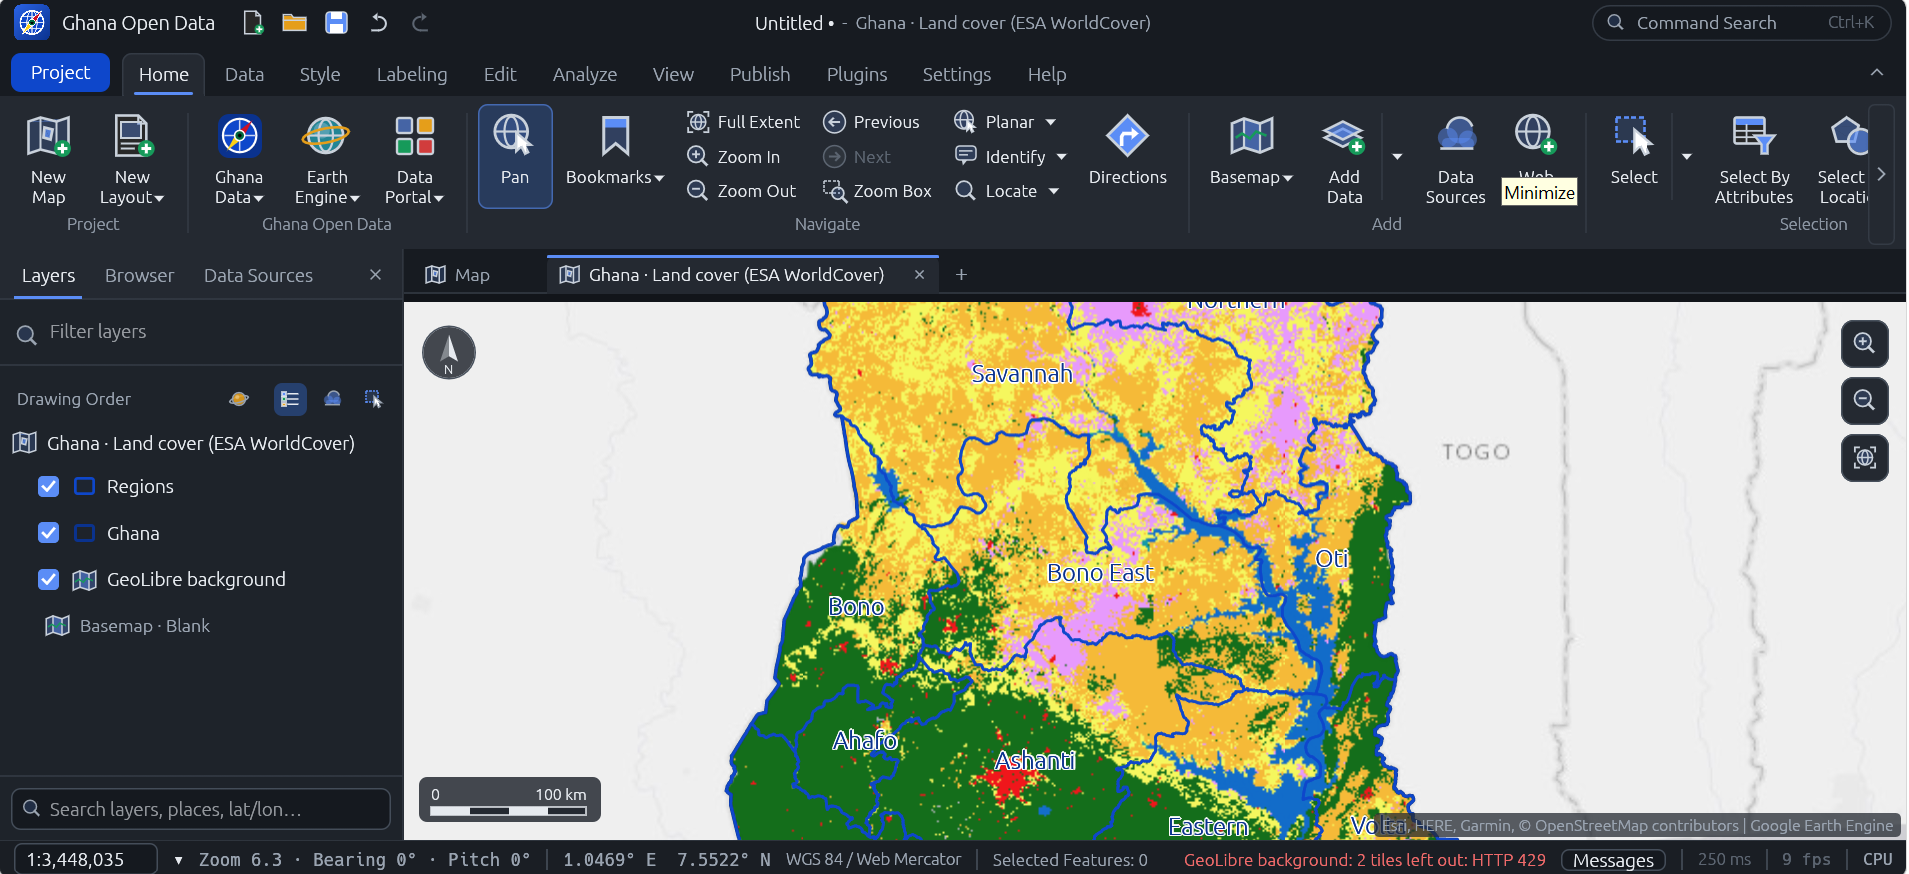 Ghana Open Data
Untitled • - Ghana · Land cover (ESA WorldCover)
Command Search Ctrl+K
Project Home Data Style Labeling Edit Analyze View Publish Plugins Settings Help
New Map
New Layout
Project
Ghana Data
Earth Engine
Data Portal
Ghana Open Data
Pan
Bookmarks
Full Extent
Zoom In
Zoom Out
Previous
Next
Zoom Box
Planar
Identify
Locate
Directions
Navigate
Basemap
Add Data
Data Sources
Web
Minimize
Add
Select
Select By Attributes
Select
Selection
Layers Browser Data Sources
Map
Ghana · Land cover (ESA WorldCover)
Filter layers
Drawing Order
Ghana · Land cover (ESA WorldCover)
Regions
Ghana
GeoLibre background
Basemap · Blank
Search layers, places, lat/lon…
N
Northern
Savannah
TOGO
Oti
Bono East
Bono
Ahafo
Ashanti
Eastern
0 100 km
Esri, HERE, Garmin, © OpenStreetMap contributors | Google Earth Engine
1:3,448,035 Zoom 6.3 · Bearing 0° · Pitch 0° 1.0469° E 7.5522° N WGS 84 / Web Mercator Selected Features: 0 GeoLibre background: 2 tiles left out: HTTP 429 Messages 250 ms 9 fps CPU